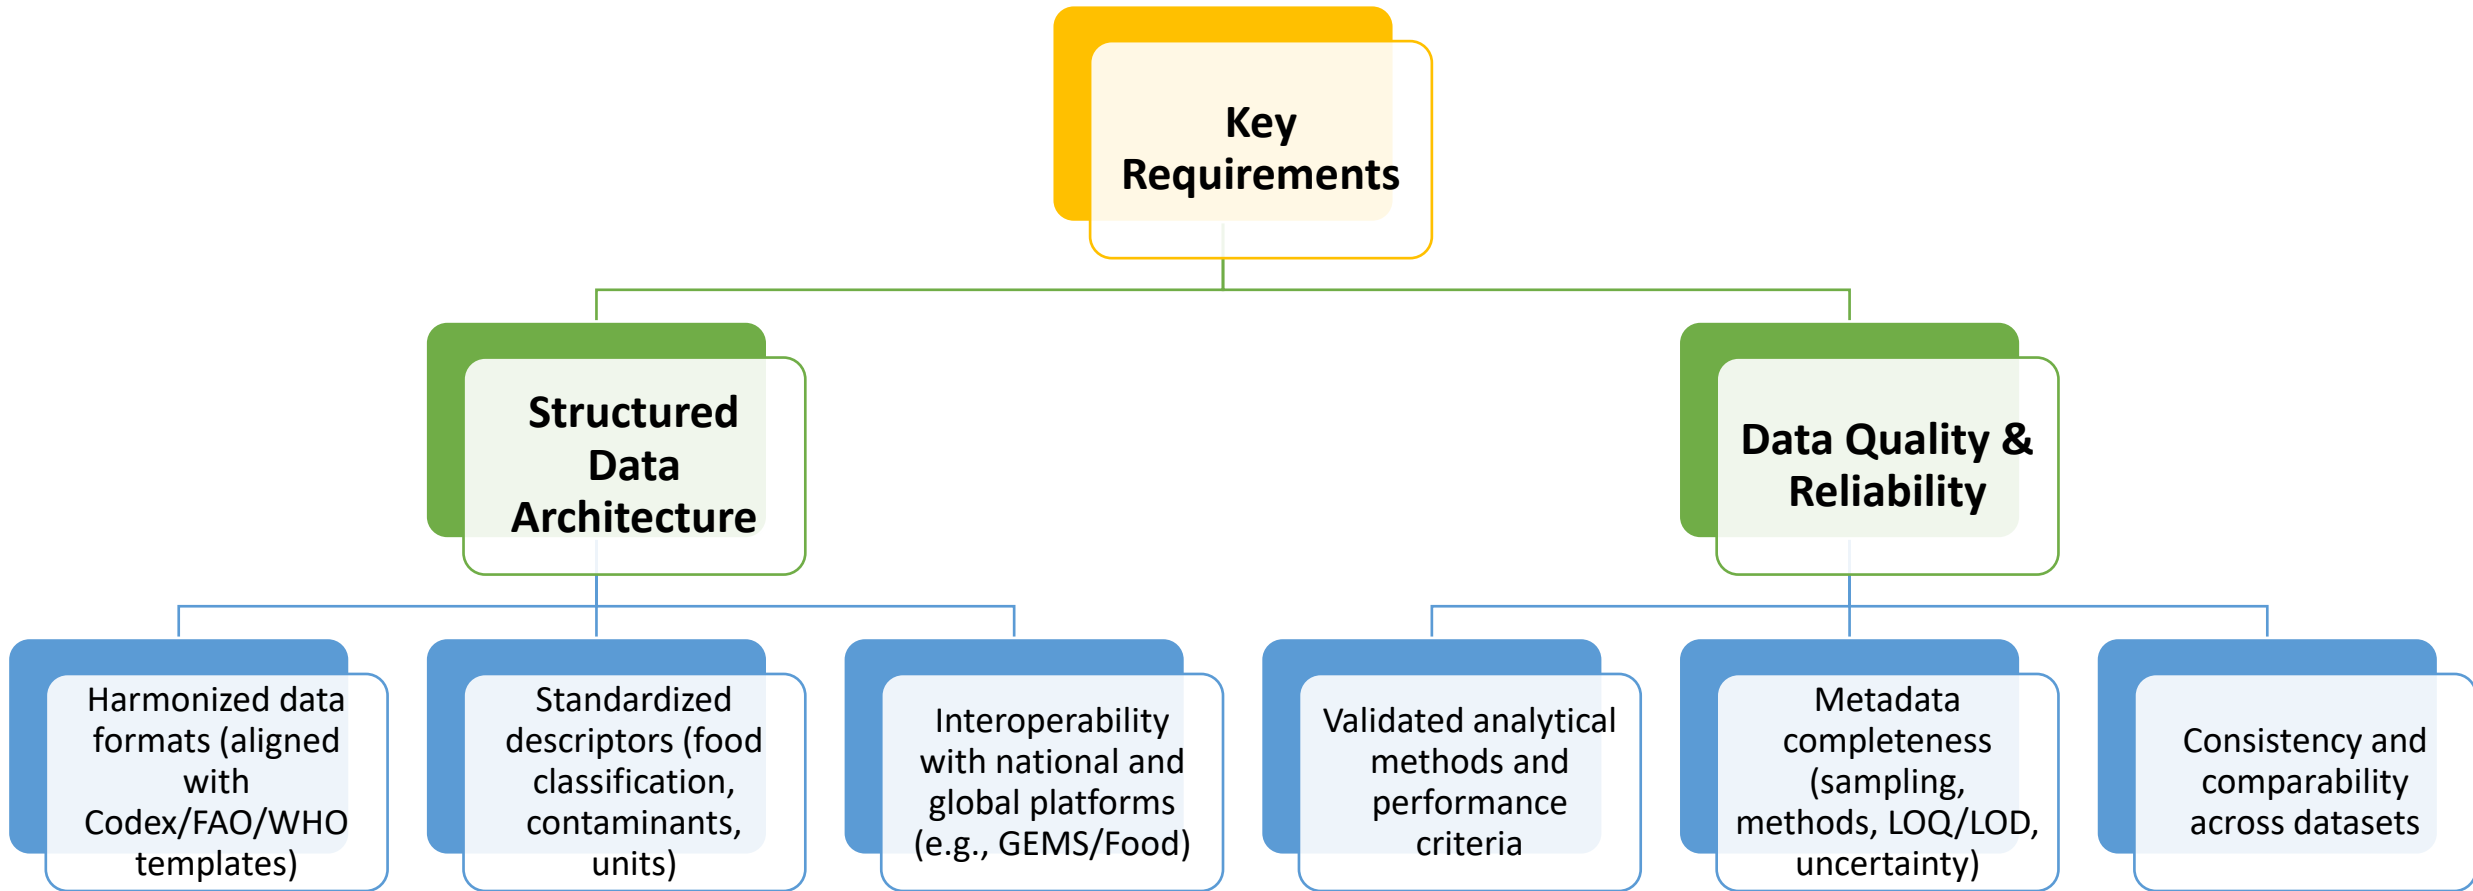 Key
Requirements
Structured
Data
Architecture
Data Quality &
Reliability
Harmonized data
formats (aligned
with
Codex/FAO/WHO
templates)
Standardized
descriptors (food
classification,
contaminants,
units)
Interoperability
with national and
global platforms
(e.g., GEMS/Food)
Validated analytical
methods and
performance
criteria
Metadata
completeness
(sampling,
methods, LOQ/LOD,
uncertainty)
Consistency and
comparability
across datasets